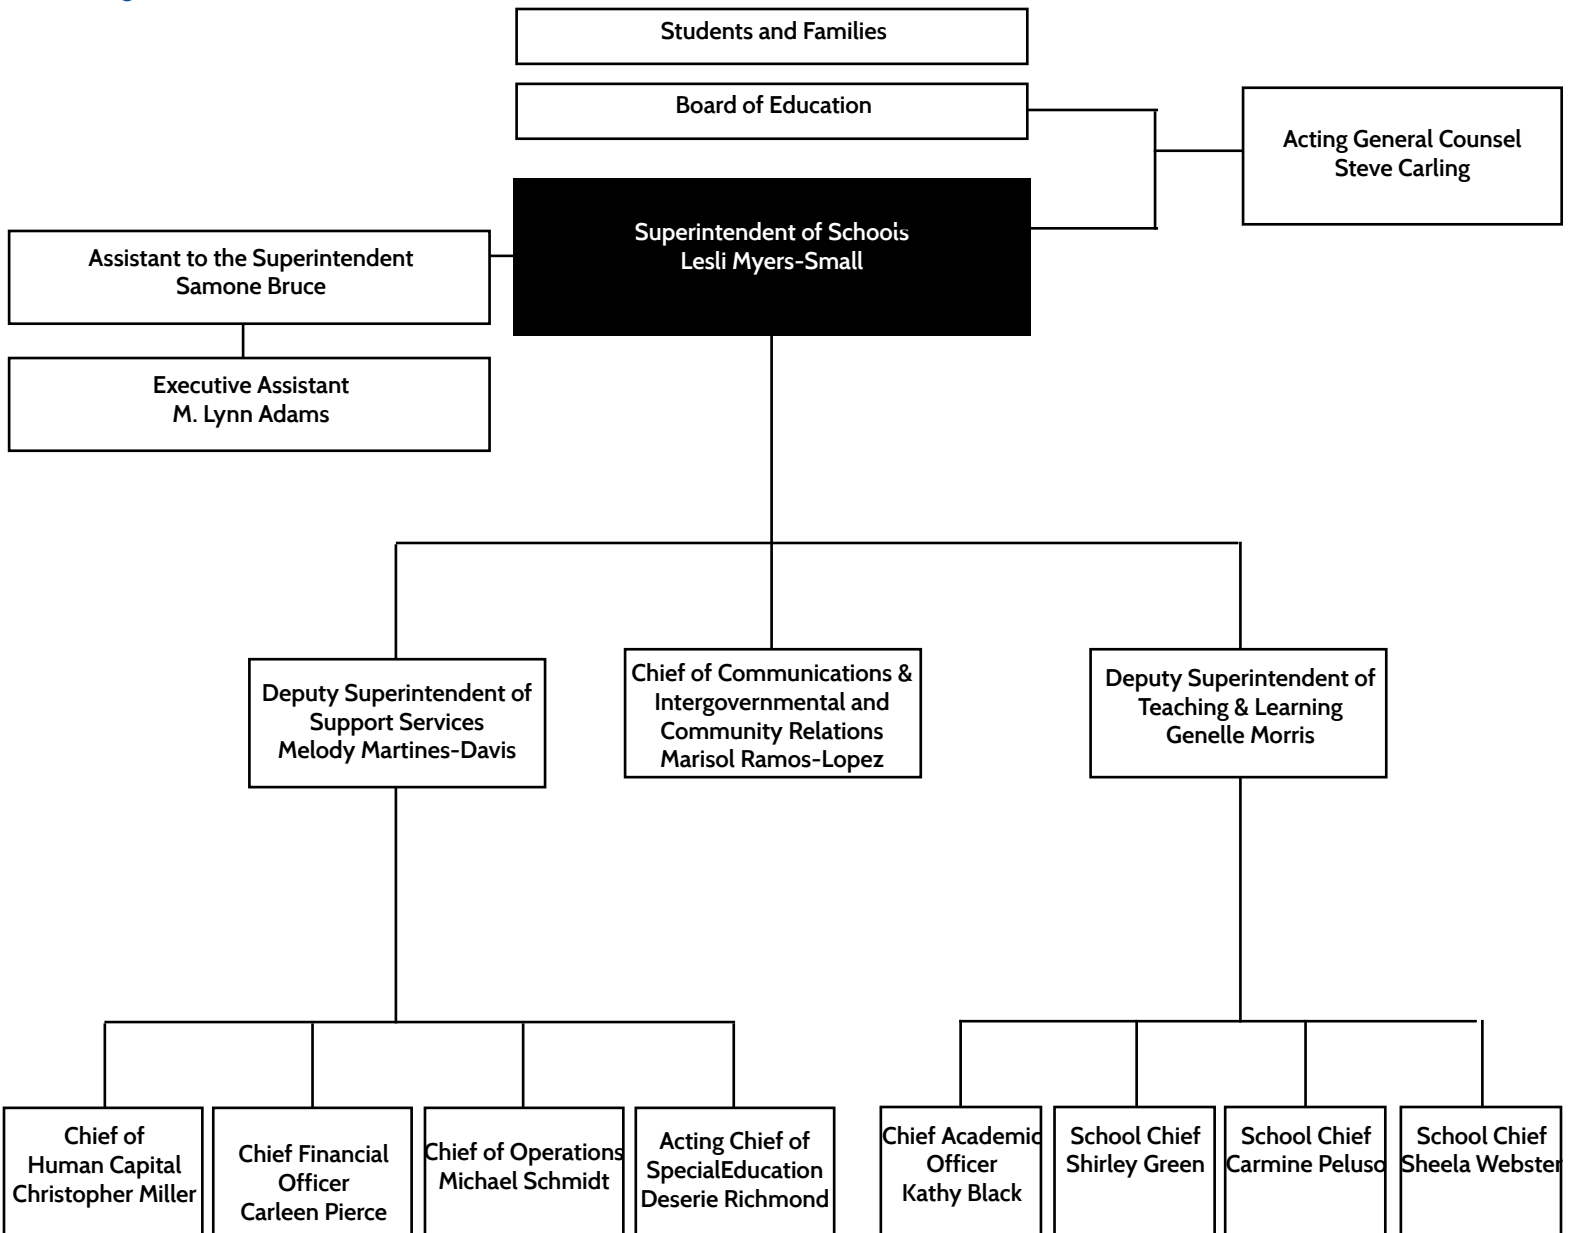 Students and Families
Board of Education
Acting General Counsel
Steve Carling
Superintendent of Schools
Lesli Myers-Small
Assistant to the Superintendent
Samone Bruce
Executive Assistant
M. Lynn Adams
Deputy Superintendent of
Support Services
Melody Martines-Davis
Chief of Communications &
Intergovernmental and
Community Relations
Marisol Ramos-Lopez
Deputy Superintendent of
Teaching & Learning
Genelle Morris
Chief of
Human Capital
Christopher Miller
Chief Financial
Officer
Carleen Pierce
Chief of Operations
Michael Schmidt
Acting Chief of
SpecialEducation
Deserie Richmond
Chief Academic
Officer
Kathy Black
School Chief
Shirley Green
School Chief
Carmine Peluso
School Chief
Sheela Webster